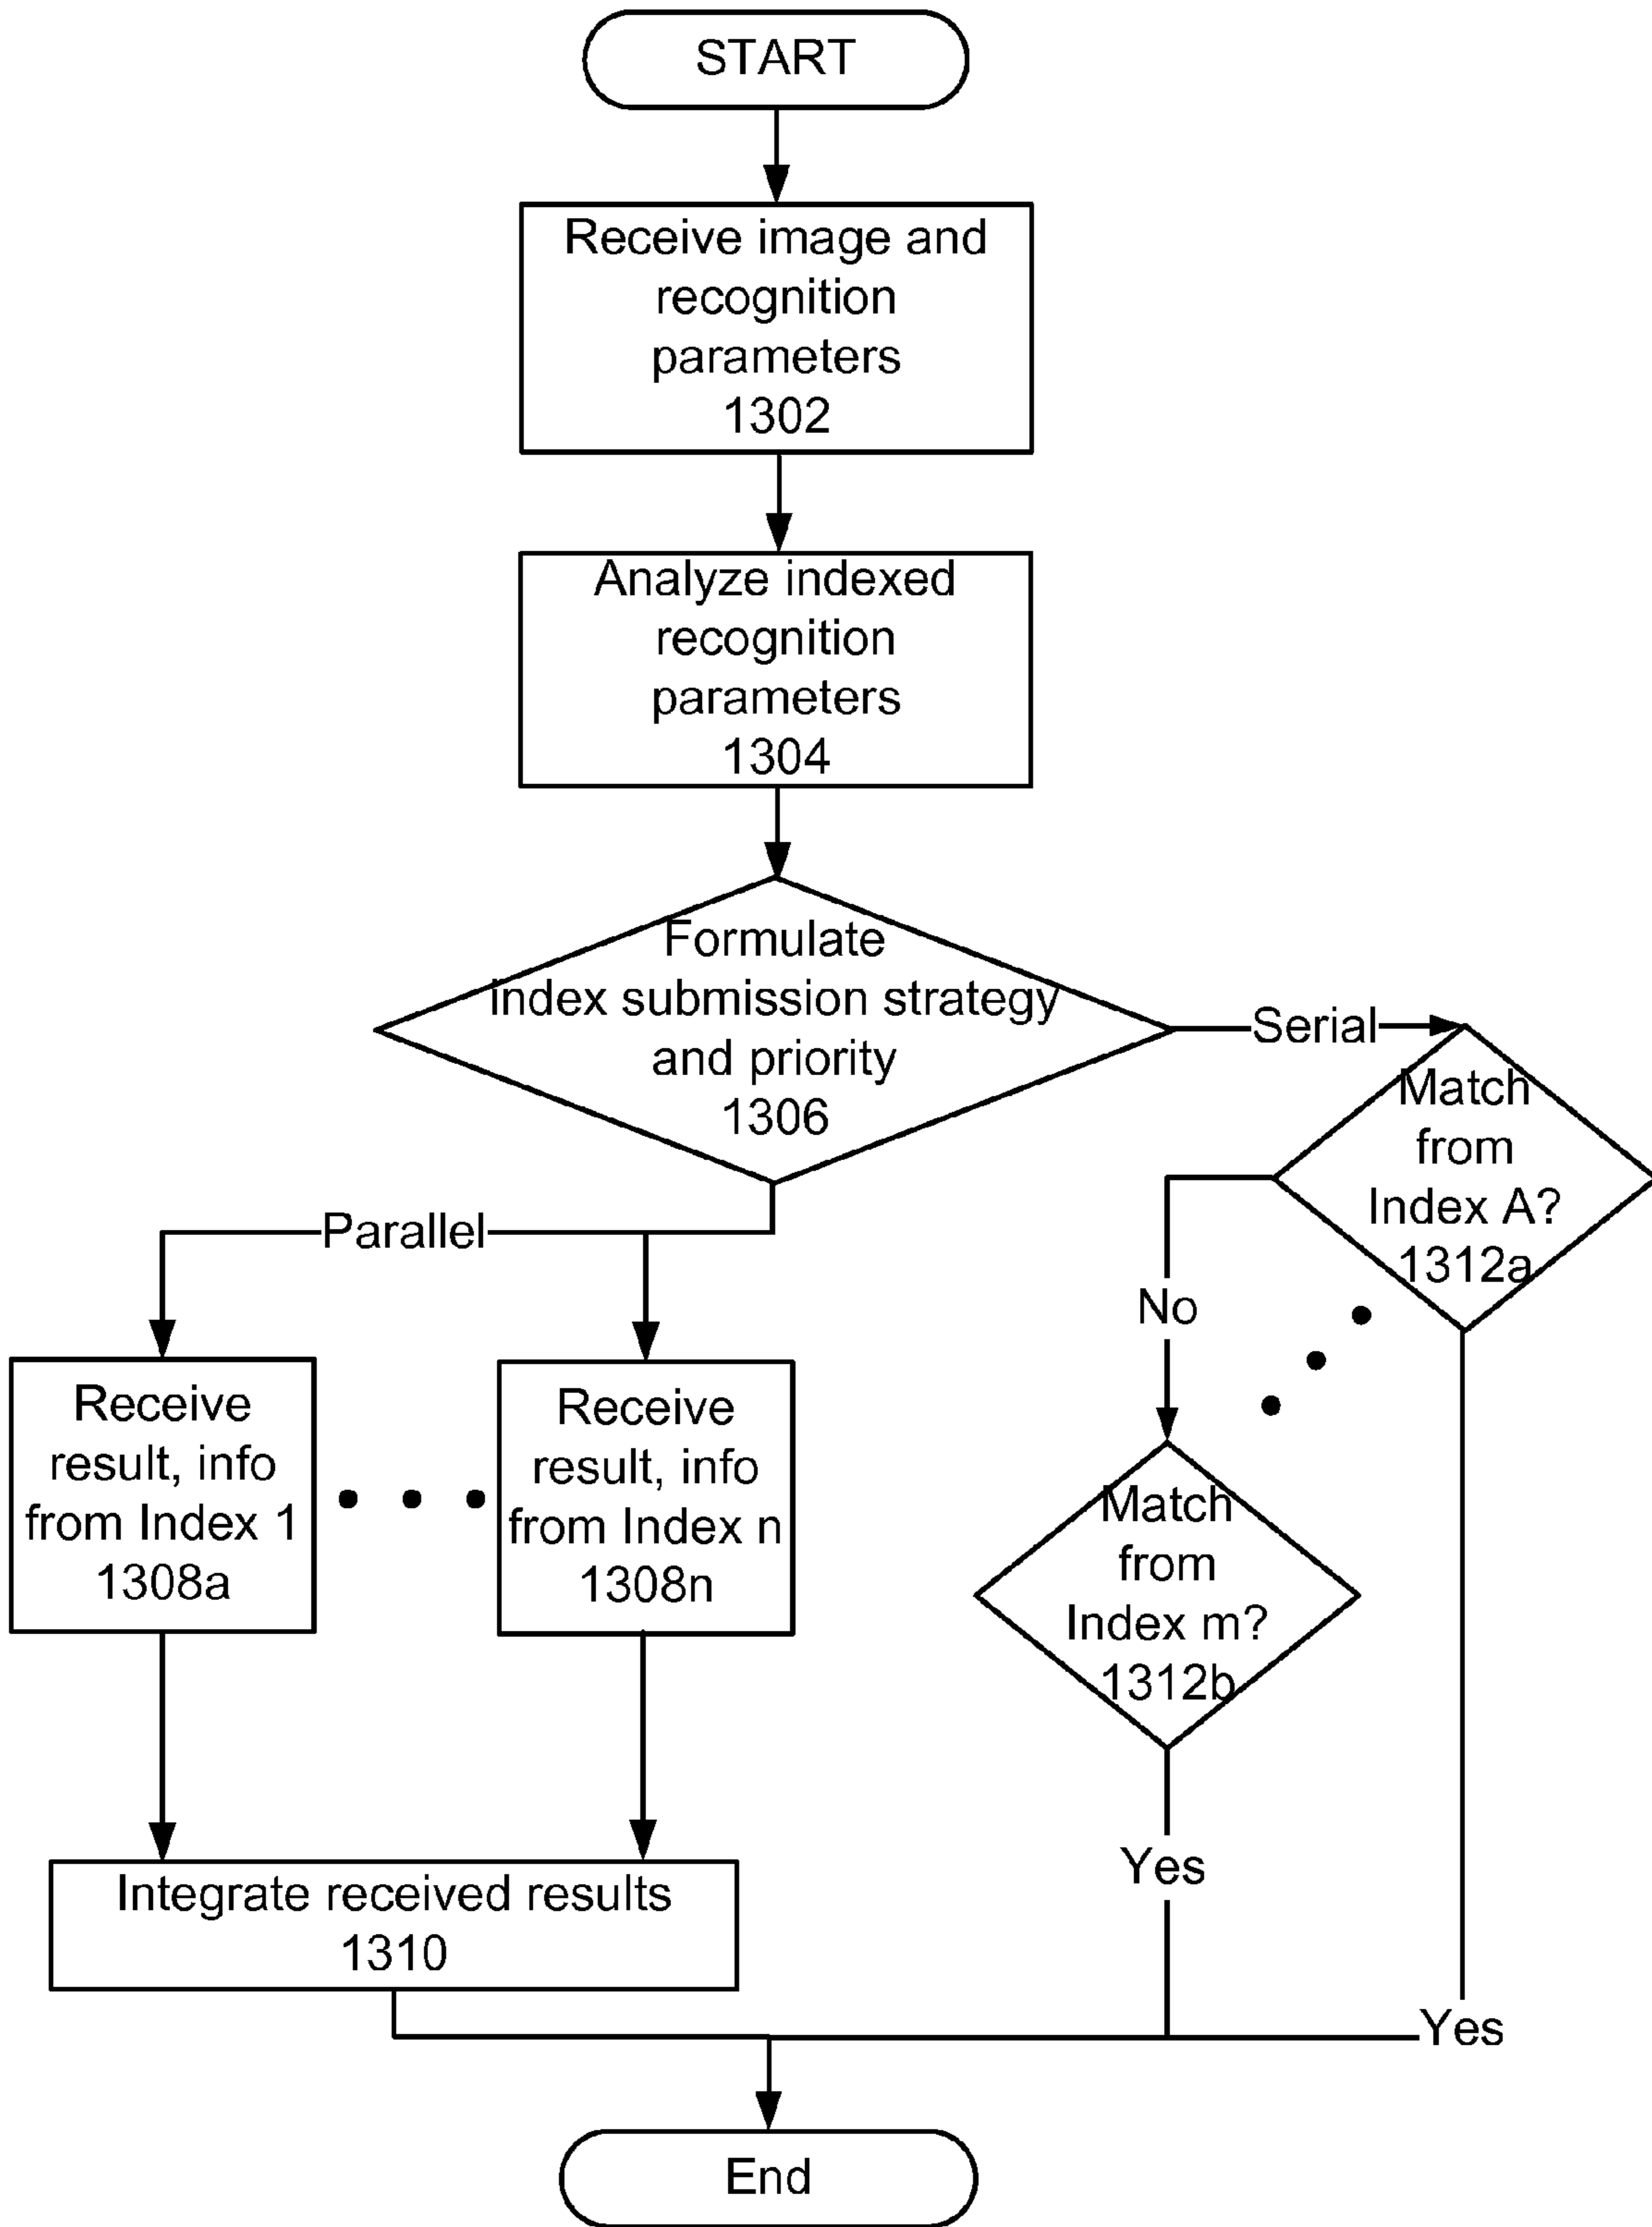 START
Receive image and
recognition
parameters
1302
Analyze indexed
recognition
parameters
1304
Formulate
index submission strategy
and priority
1306
Serial
Match
from
Index A?
1312a
Parallel
No
Receive
result, info
from Index 1
1308a
Receive
result, info
from Index n
1308n
Match
from
Index m?
1312b
Yes
Integrate received results
1310
Yes
End